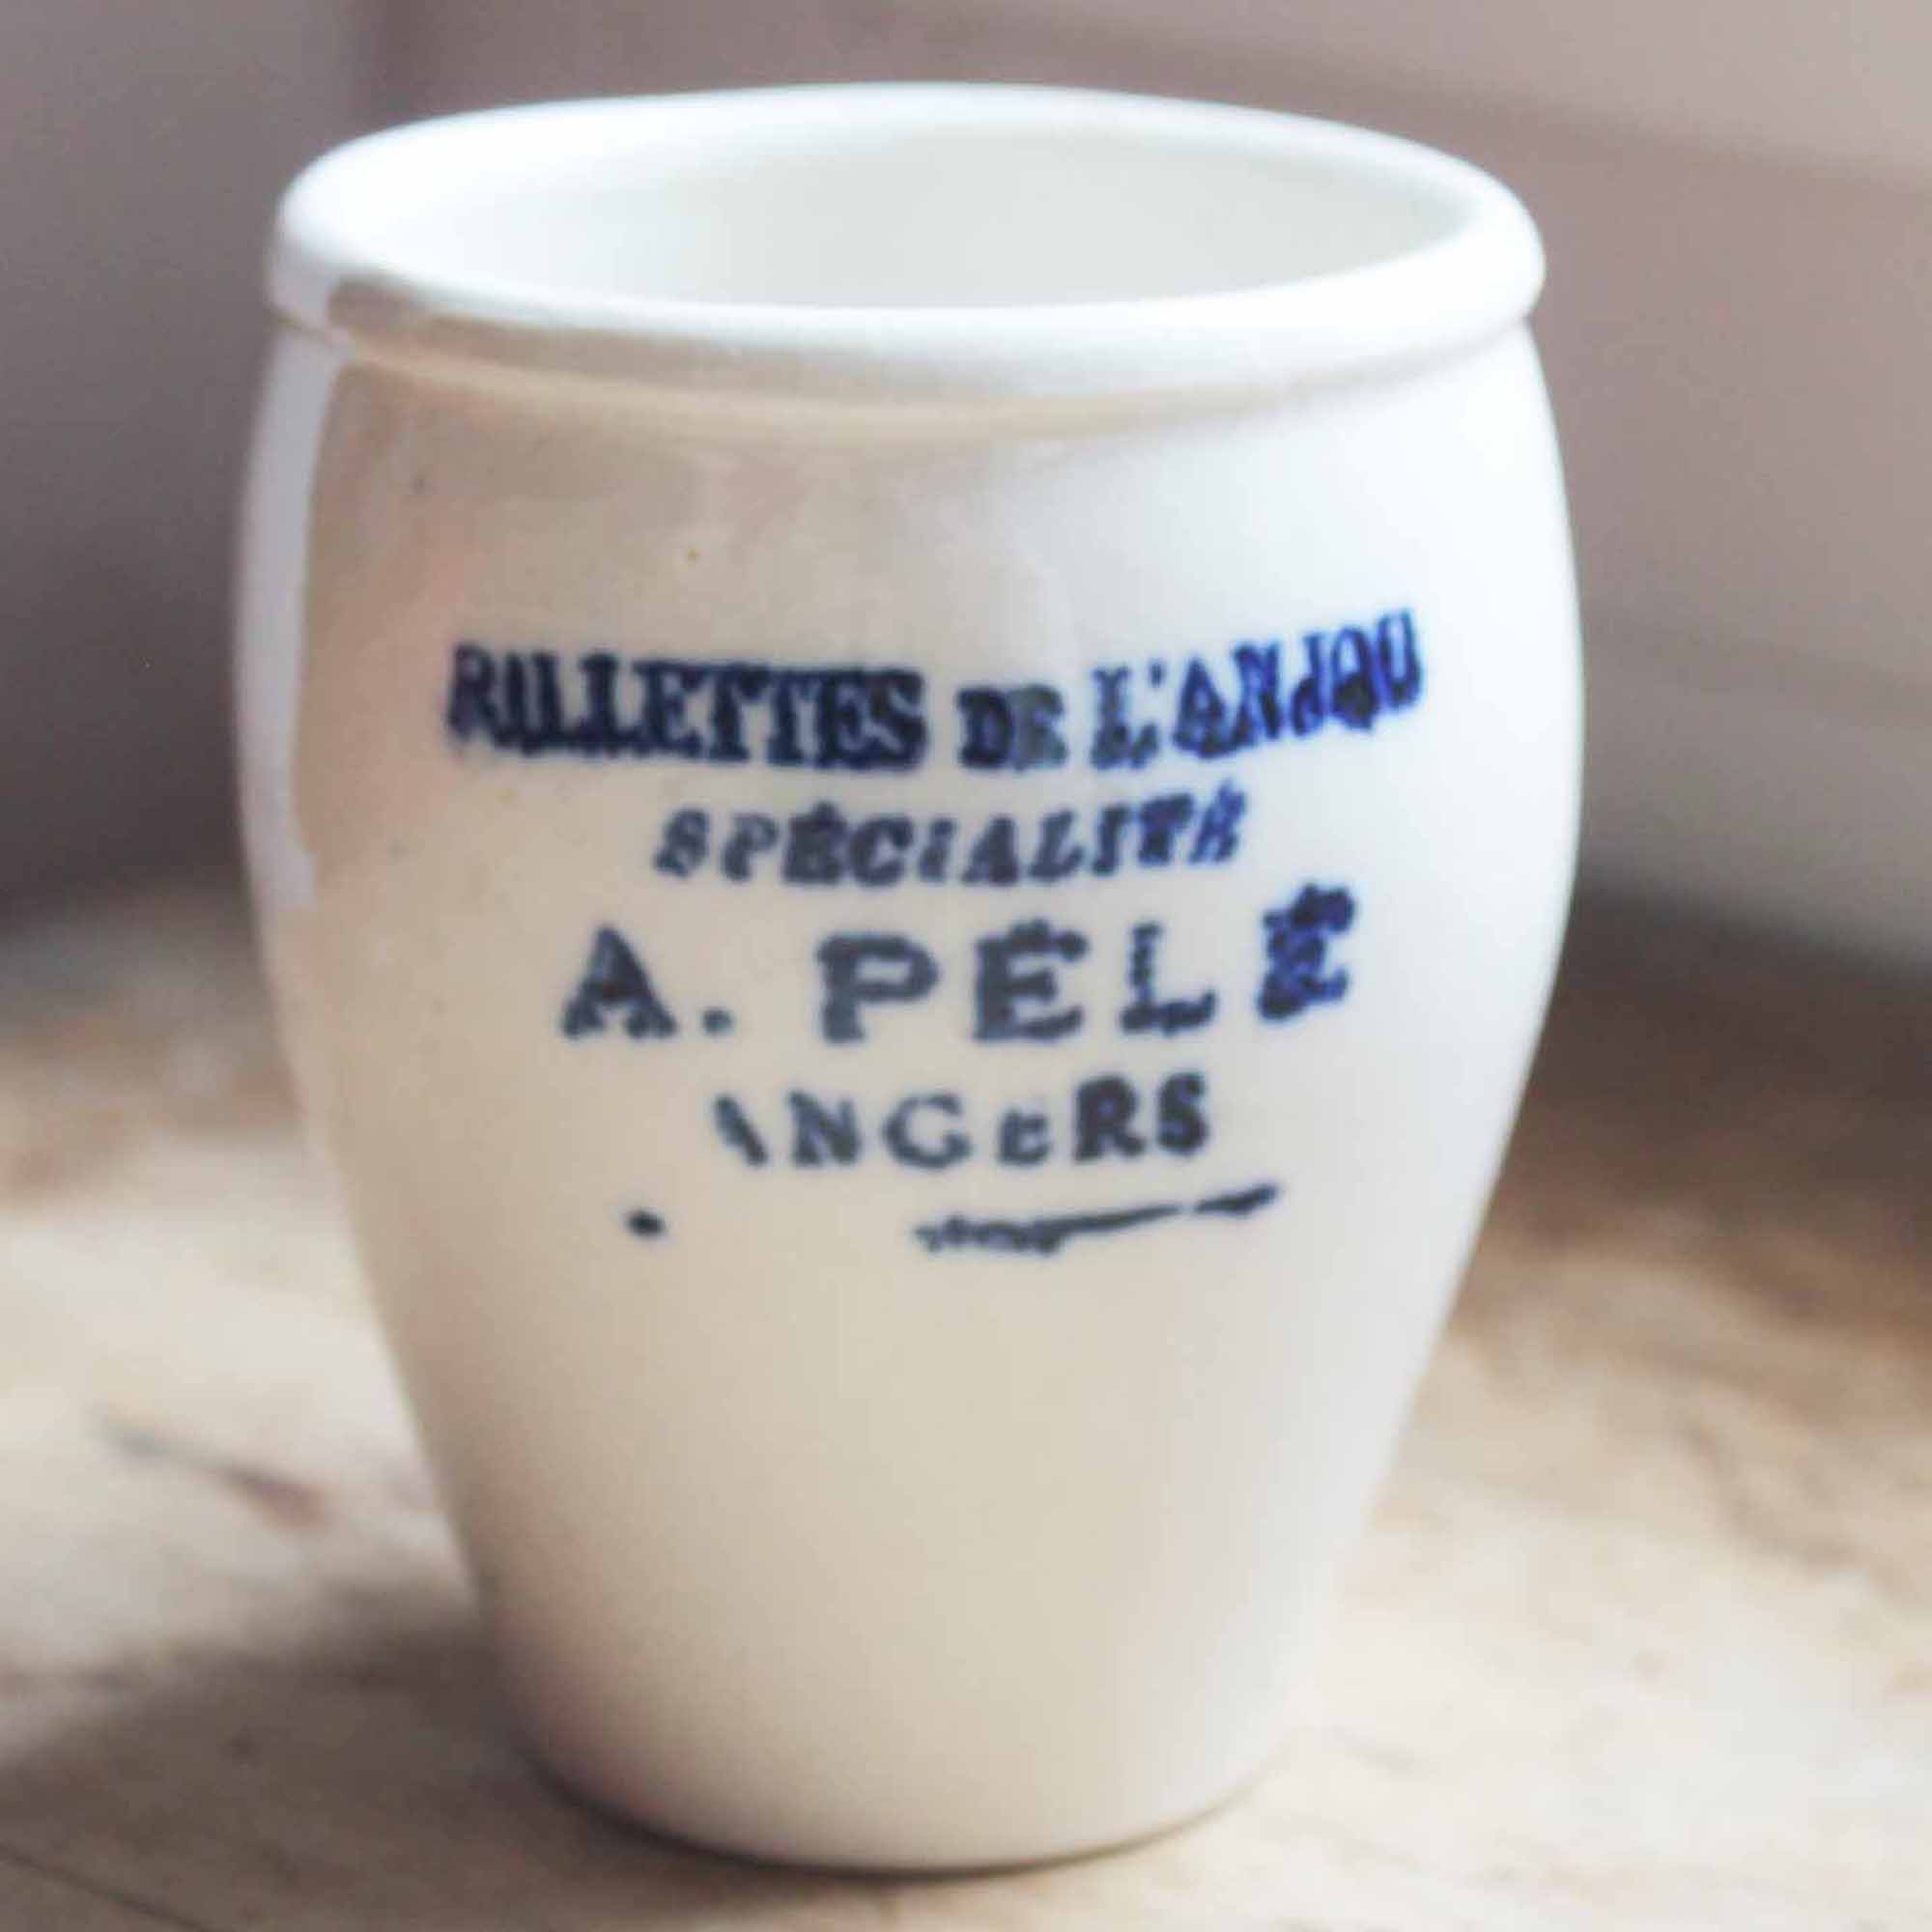 RILLETTES DE L'ANJOU
SPÉCIALITÉ
A. PÉLÉ
ANGERS